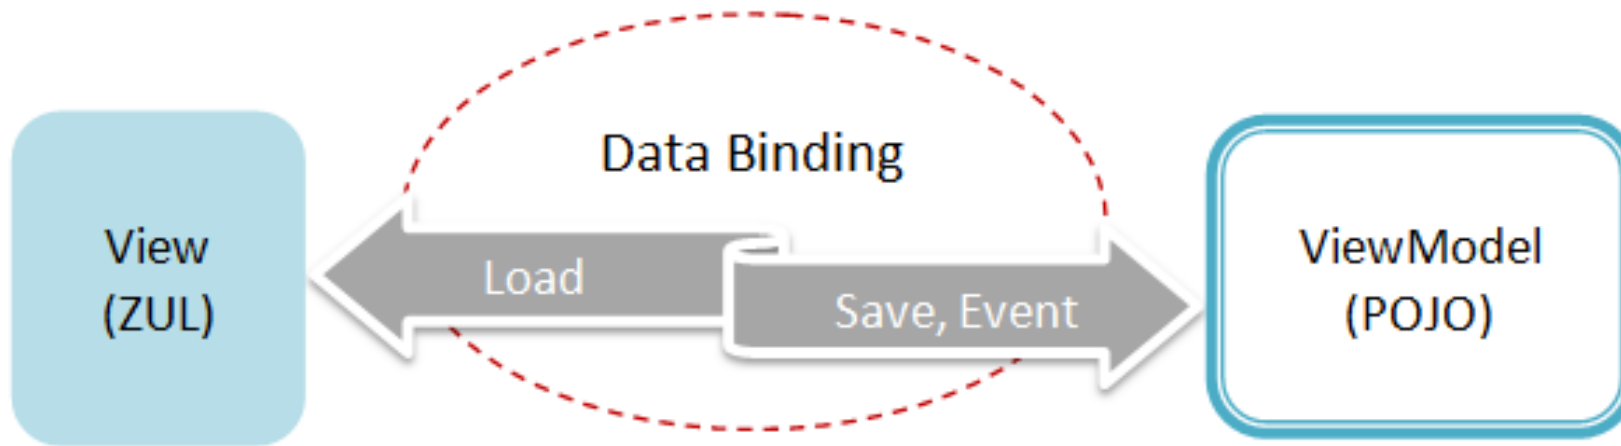 Data Binding
View
(ZUL)
Load
Save, Event
ViewModel
(POJO)